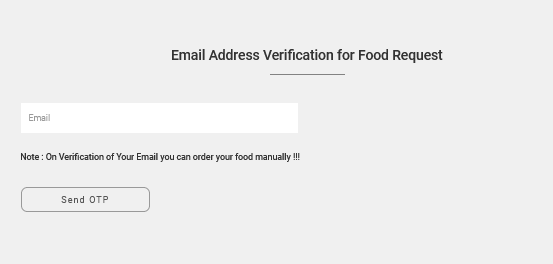 Email Address Verification for Food Request
Email
Note : On Verification of Your Email you can order your food manually !!!
Send OTP